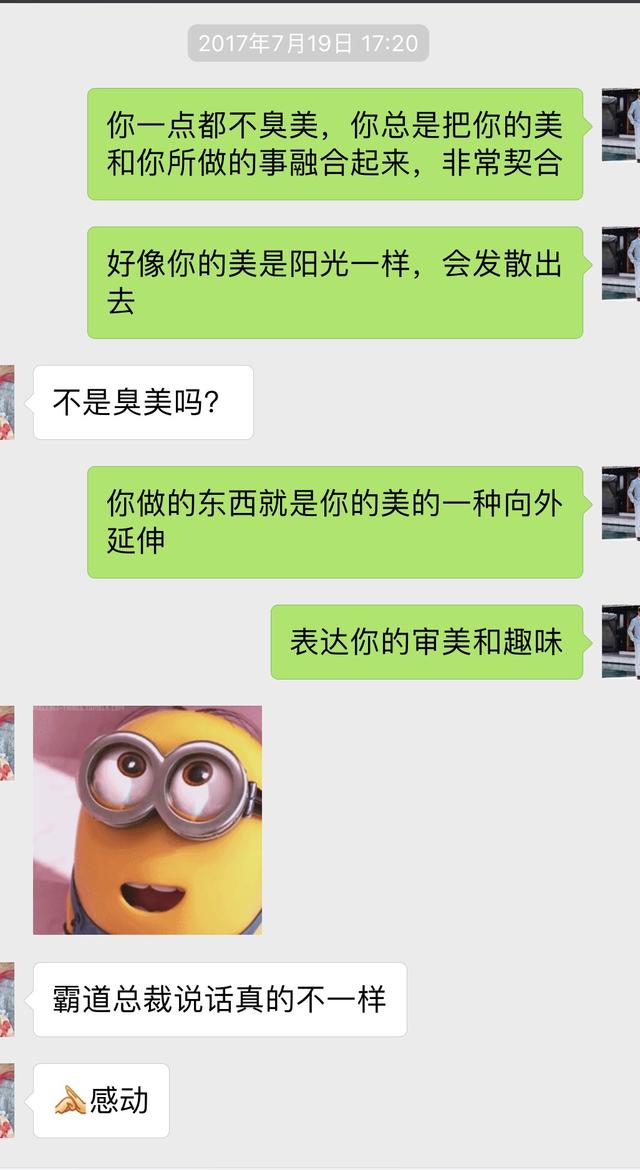 2017年7月19日 17:20
你一点都不臭美，你总是把你的美
和你所做的事融合起来，非常契合
好像你的美是阳光一样，会发散出
去
不是臭美吗？
你做的东西就是你的美的一种向外
延伸
表达你的审美和趣味
霸道总裁说话真的不一样
感动